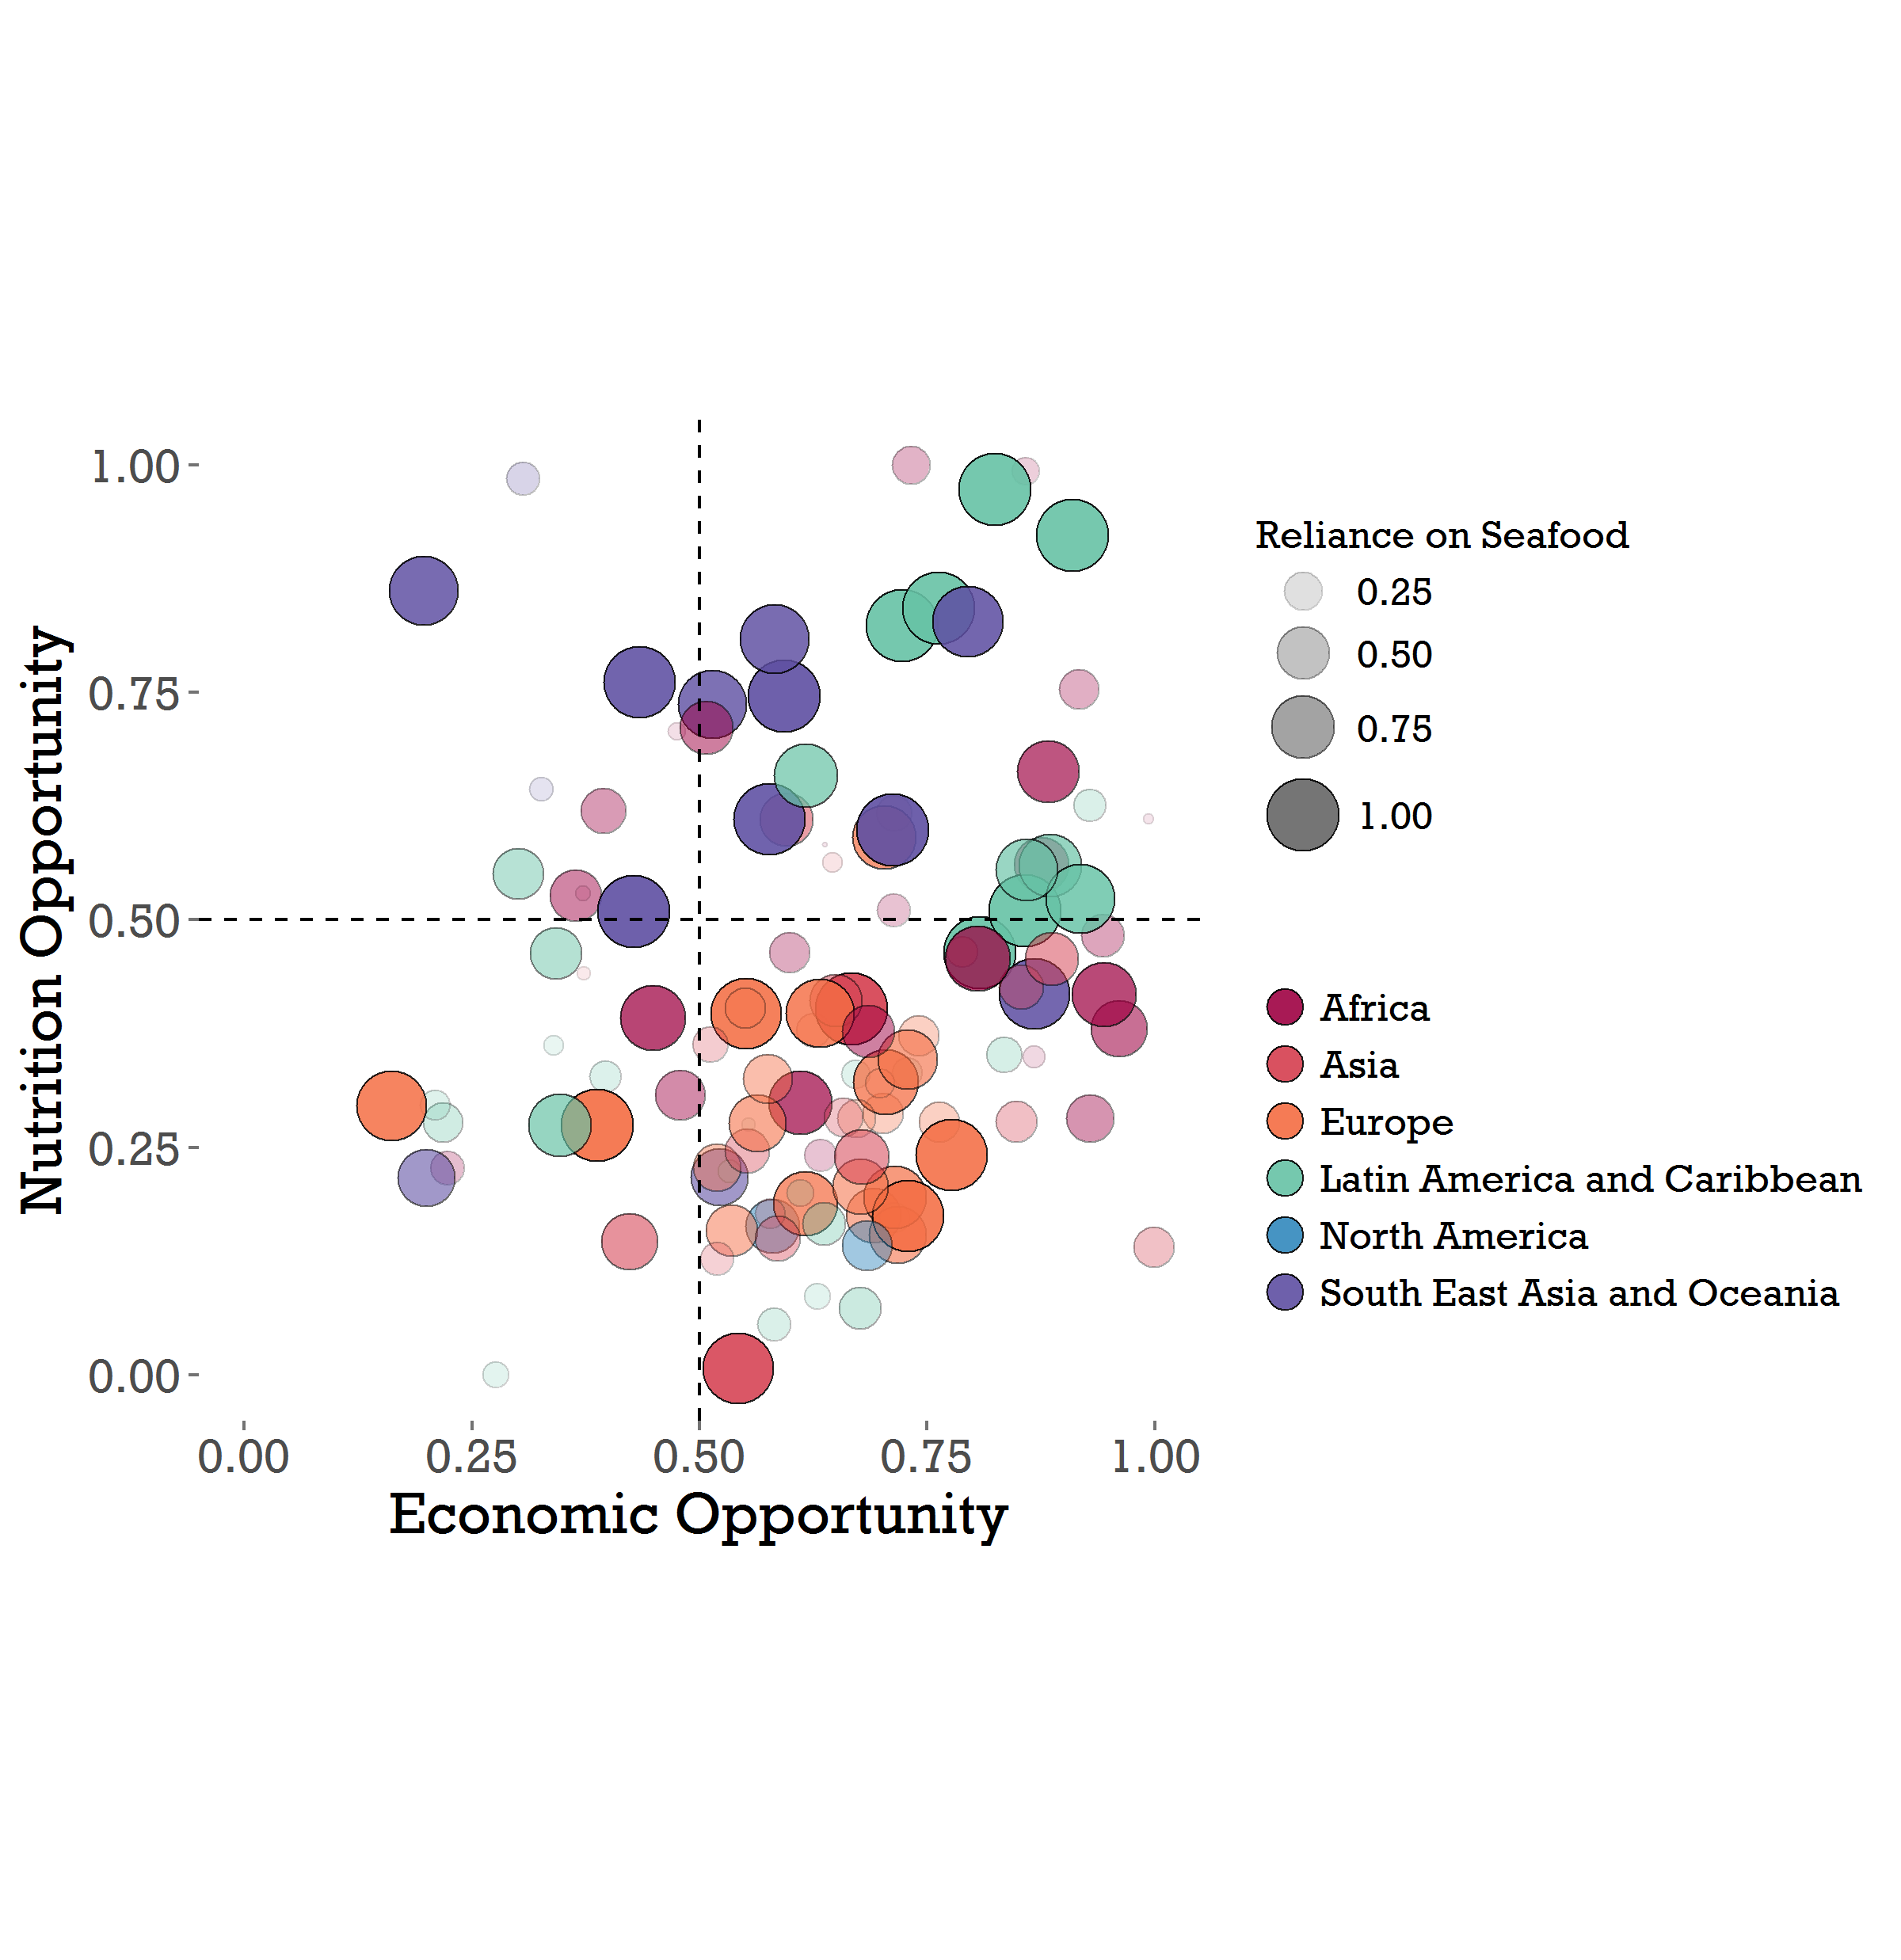 Nutrition Opportunity
1.00
0.75
0.50
0.25
0.00
0.00 0.25 0.50 0.75 1.00
Economic Opportunity
Reliance on Seafood
0.25
0.50
0.75
1.00
Africa
Asia
Europe
Latin America and Caribbean
North America
South East Asia and Oceania